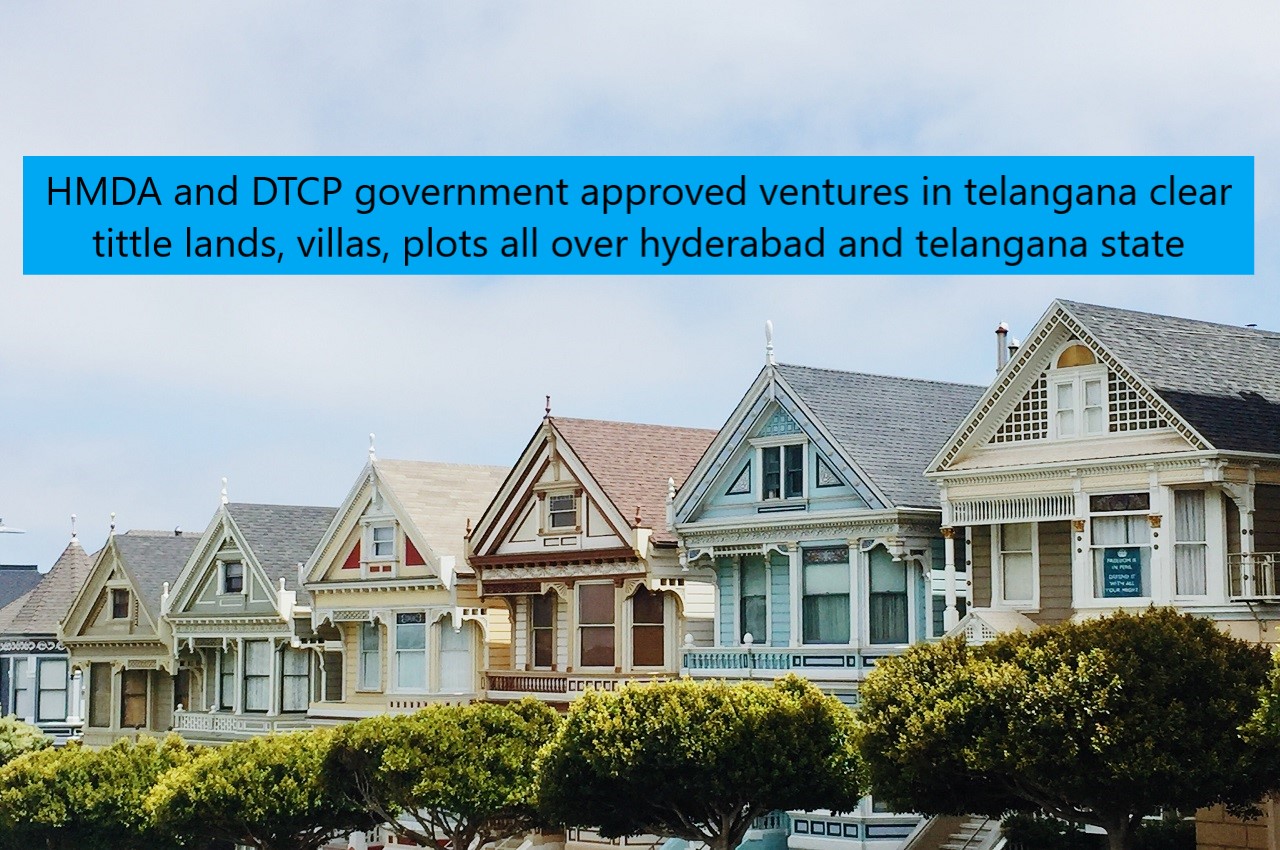 HMDA and DTCP government approved ventures in telangana clear
tittle lands, villas, plots all over hyderabad and telangana state
FREEDOM IS
IN PERIL
DEFEND IT
WITH ALL
YOUR MIGHT